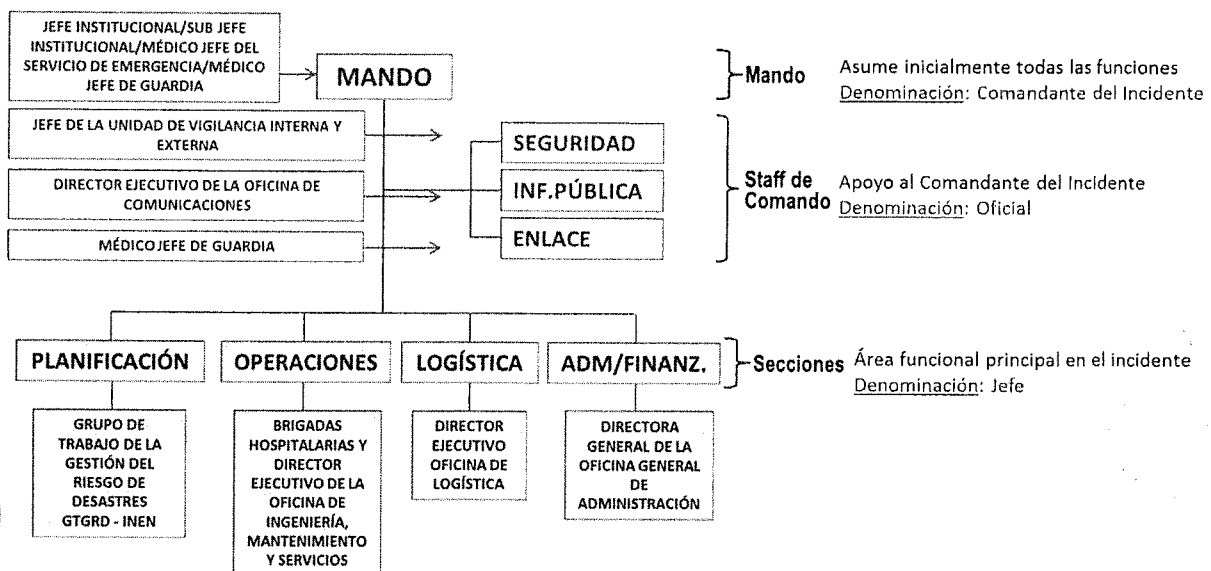 JEFE INSTITUCIONAL/SUB JEFE
INSTITUCIONAL/MÉDICO JEFE DEL
SERVICIO DE EMERGENCIA/MÉDICO
JEFE DE GUARDIA
MANDO
Mando
Asume inicialmente todas las funciones
Denominación: Comandante del Incidente
JEFE DE LA UNIDAD DE VIGILANCIA INTERNA Y
EXTERNA
DIRECTOR EJECUTIVO DE LA OFICINA DE
COMUNICACIONES
MÉDICO JEFE DE GUARDIA
SEGURIDAD
INF.PÚBLICA
ENLACE
Staff de
Comando
Apoyo al Comandante del Incidente
Denominación: Oficial
PLANIFICACIÓN
OPERACIONES
LOGÍSTICA
ADM/FINANZ.
Secciones
Área funcional principal en el incidente
Denominación: Jefe
GRUPO DE
TRABAJO DE LA
GESTIÓN DEL
RIESGO DE
DESASTRES
GTGRD - INEN
BRIGADAS
HOSPITALARIAS Y
DIRECTOR
EJECUTIVO DE LA
OFICINA DE
INGENIERÍA,
MANTENIMIENTO
Y SERVICIOS
DIRECTOR
EJECUTIVO
OFICINA DE
LOGÍSTICA
DIRECTORA
GENERAL DE LA
OFICINA GENERAL
DE
ADMINISTRACIÓN